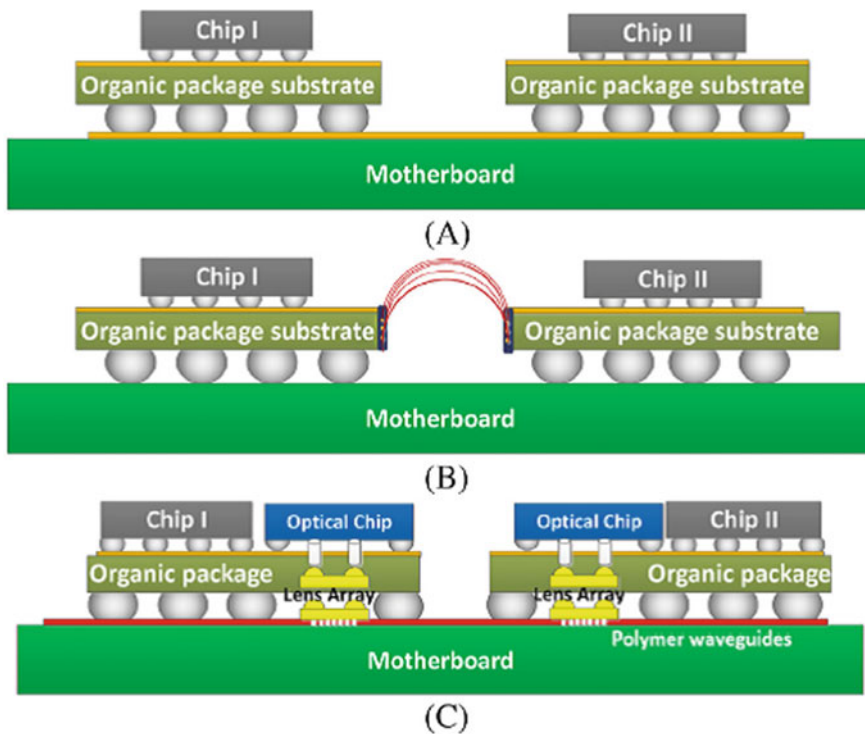 Chip I
Chip II
Organic package substrate
Organic package substrate
Motherboard
(A)
Chip I
Chip II
Organic package substrate
Organic package substrate
Motherboard
(B)
Chip I
Optical Chip
Optical Chip
Chip II
Organic package
Organic package
Lens Array
Lens Array
Polymer waveguides
Motherboard
(C)